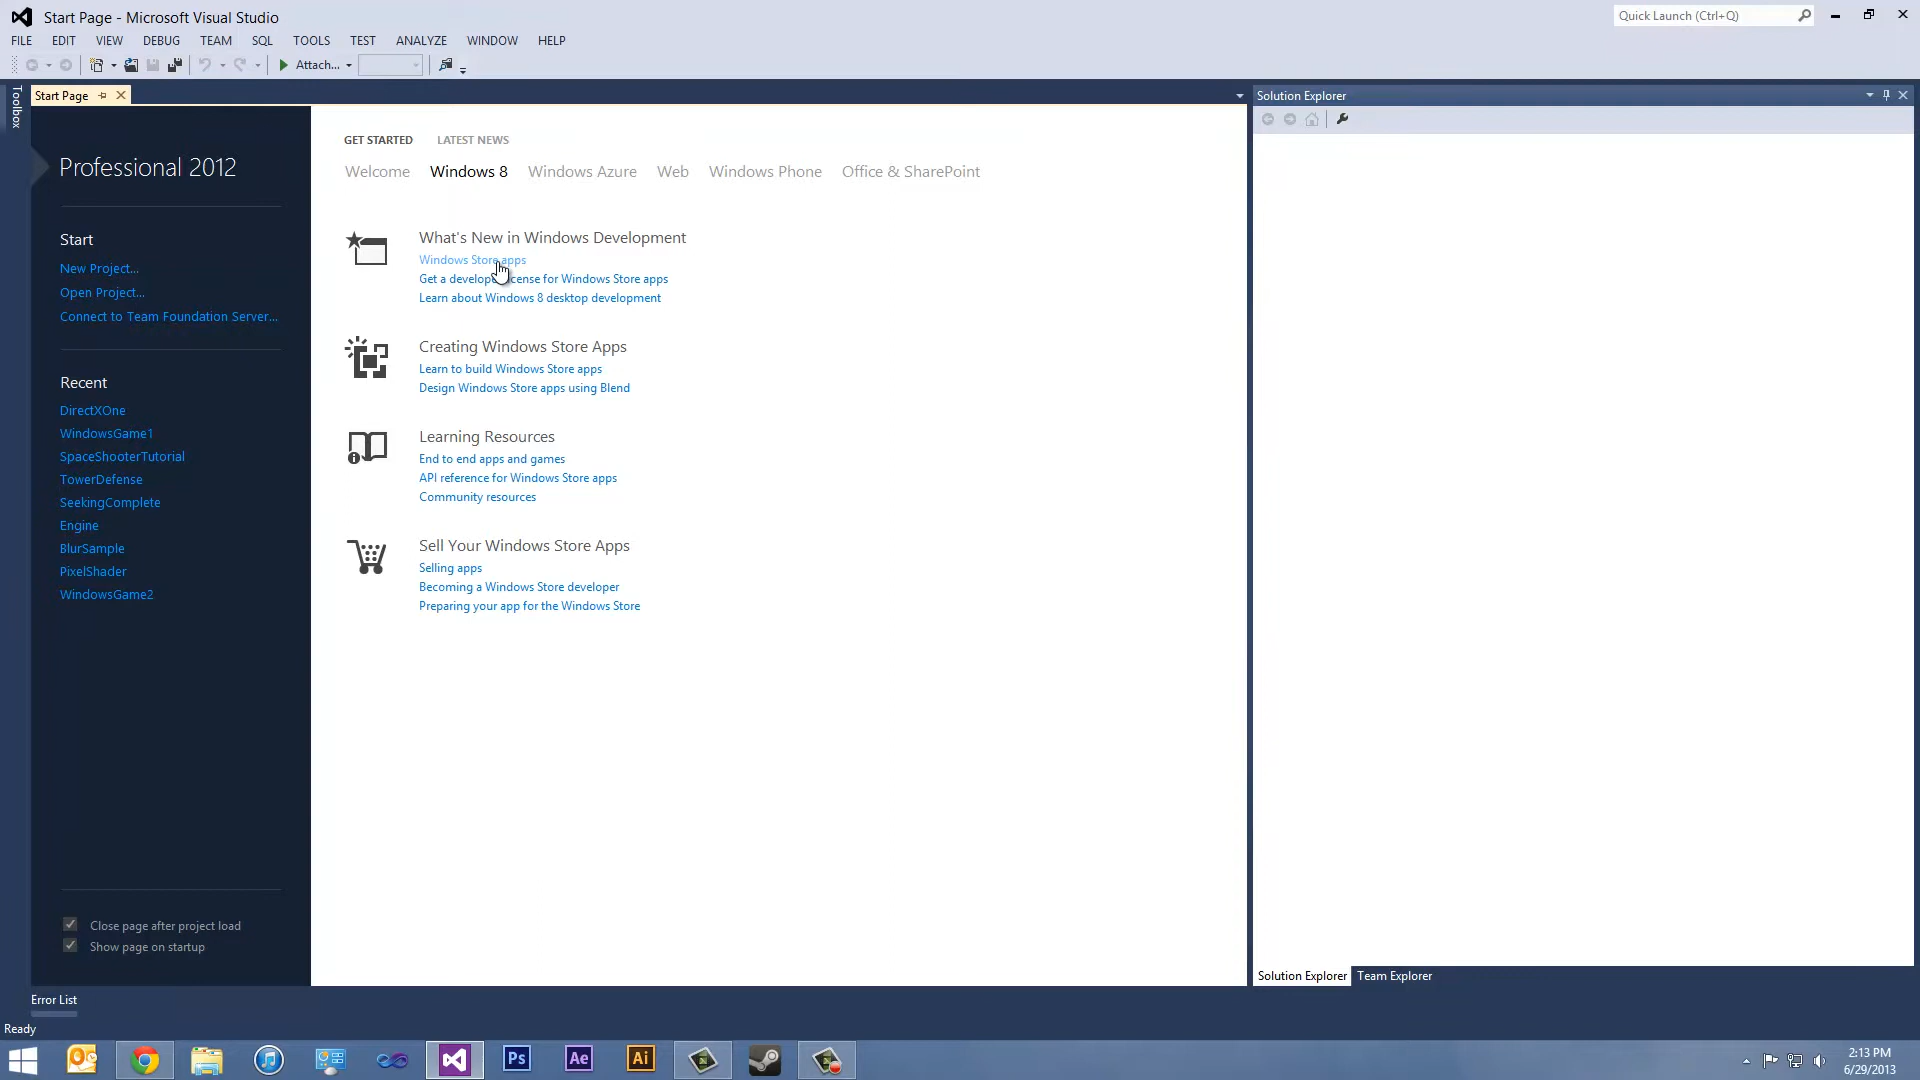 Start Page - Microsoft Visual Studio
Quick Launch (Ctrl+Q)
FILE EDIT VIEW DEBUG TEAM SQL TOOLS TEST ANALYZE WINDOW HELP
Attach...
Toolbox
Start Page
Solution Explorer
Professional 2012
Start
New Project...
Open Project...
Connect to Team Foundation Server...
Recent
DirectXOne
WindowsGame1
SpaceShooterTutorial
TowerDefense
SeekingComplete
Engine
BlurSample
PixelShader
WindowsGame2
Close page after project load
Show page on startup
GET STARTED LATEST NEWS
Welcome Windows 8 Windows Azure Web Windows Phone Office & SharePoint
What's New in Windows Development
Windows Store apps
Get a developer license for Windows Store apps
Learn about Windows 8 desktop development
Creating Windows Store Apps
Learn to build Windows Store apps
Design Windows Store apps using Blend
Learning Resources
End to end apps and games
API reference for Windows Store apps
Community resources
Sell Your Windows Store Apps
Selling apps
Becoming a Windows Store developer
Preparing your app for the Windows Store
Solution Explorer Team Explorer
Error List
Ready
Ps Ae Ai
2:13 PM
6/29/2013